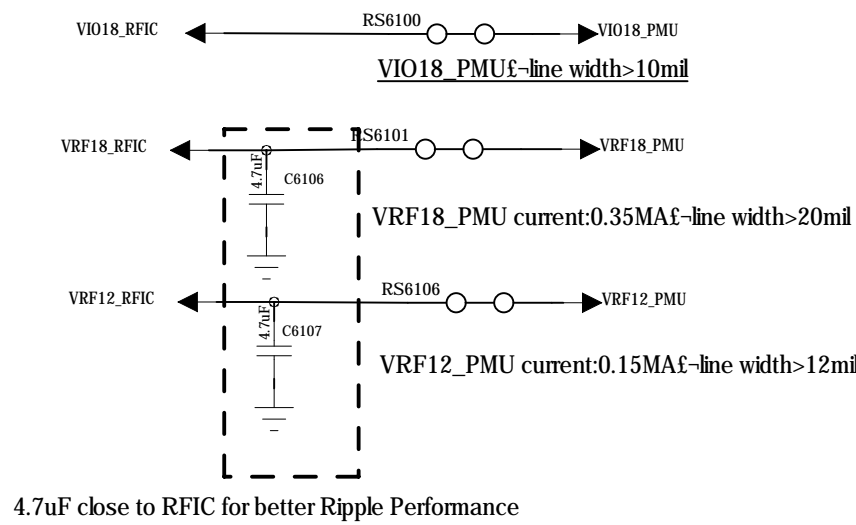 VIO18_RFIC
RS6100
VIO18_PMU
VIO18_PMU£¬line width>10mil
VRF18_RFIC
RS6101
VRF18_PMU
4.7uF
C6106
VRF18_PMU current:0.35MA£¬line width>20mil
VRF12_RFIC
RS6106
VRF12_PMU
4.7uF
C6107
VRF12_PMU current:0.15MA£¬line width>12mil
4.7uF close to RFIC for better Ripple Performance